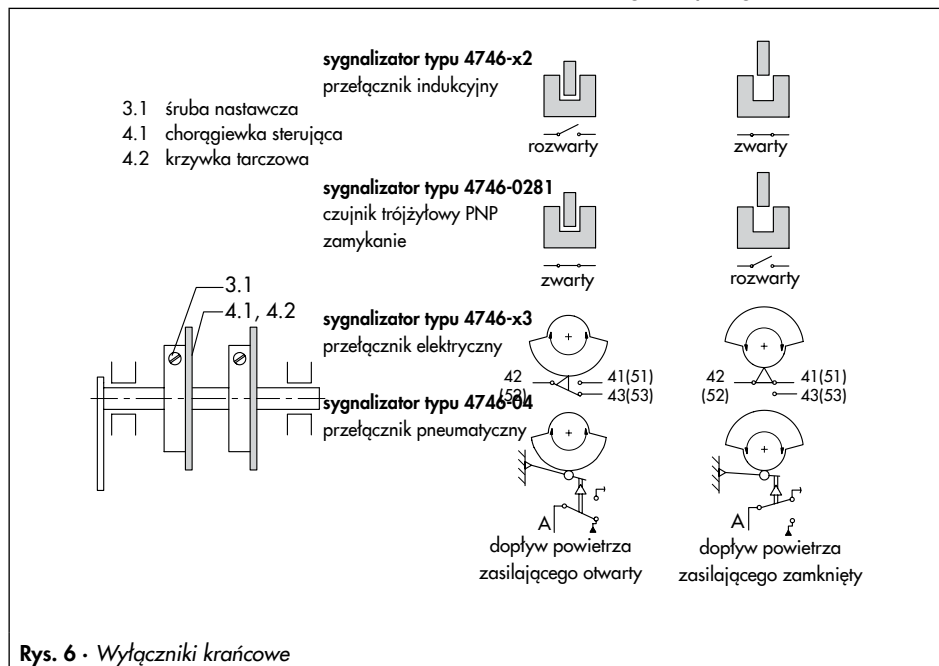 sygnalizator typu 4746-x2
przełącznik indukcyjny
rozwarty
zwarty
3.1 śruba nastawcza
4.1 chorągiewka sterująca
4.2 krzywka tarczowa
sygnalizator typu 4746-0281
czujnik trójżyłowy PNP
zamykanie
zwarty
rozwarty
3.1
4.1, 4.2
sygnalizator typu 4746-x3
przełącznik elektryczny
42
(52)
41(51)
43(53)
42
(52)
41(51)
43(53)
sygnalizator typu 4746-04
przełącznik pneumatyczny
A
dopływ powietrza
zasilającego otwarty
A
dopływ powietrza
zasilającego zamknięty
Rys. 6 · Wyłączniki krańcowe